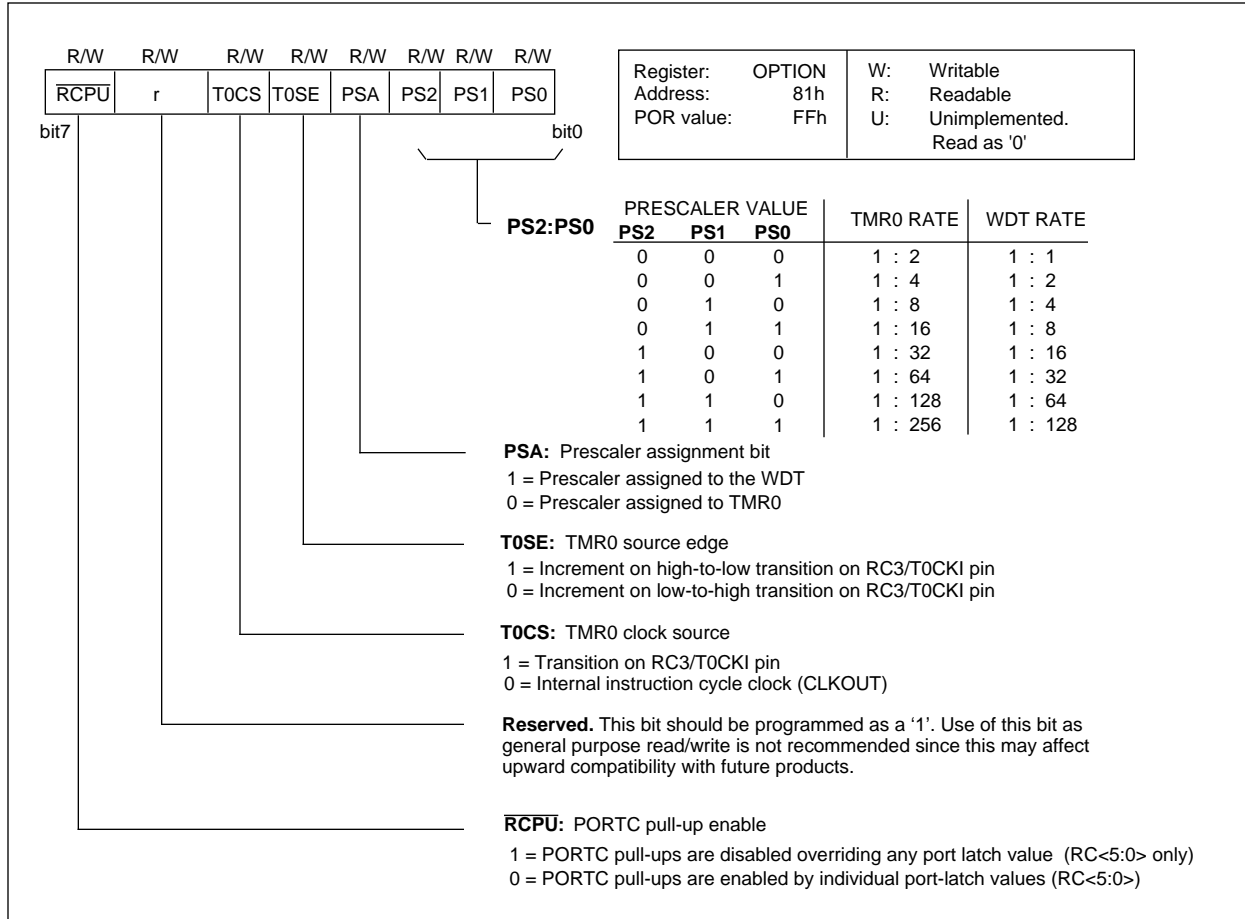 R/W R/W R/W R/W R/W R/W R/W R/W
RCPU r T0CS T0SE PSA PS2 PS1 PS0
bit7 bit0
Register: OPTION
Address: 81h
POR value: FFh
W: Writable
R: Readable
U: Unimplemented.
Read as '0'
PS2:PS0
PRESCALER VALUE TMR0 RATE WDT RATE
PS2 PS1 PS0
0 0 0 1 : 2 1 : 1
0 0 1 1 : 4 1 : 2
0 1 0 1 : 8 1 : 4
0 1 1 1 : 16 1 : 8
1 0 0 1 : 32 1 : 16
1 0 1 1 : 64 1 : 32
1 1 0 1 : 128 1 : 64
1 1 1 1 : 256 1 : 128
PSA: Prescaler assignment bit
1 = Prescaler assigned to the WDT
0 = Prescaler assigned to TMR0
T0SE: TMR0 source edge
1 = Increment on high-to-low transition on RC3/T0CKI pin
0 = Increment on low-to-high transition on RC3/T0CKI pin
T0CS: TMR0 clock source
1 = Transition on RC3/T0CKI pin
0 = Internal instruction cycle clock (CLKOUT)
Reserved. This bit should be programmed as a ‘1’. Use of this bit as
general purpose read/write is not recommended since this may affect
upward compatibility with future products.
RCPU: PORTC pull-up enable
1 = PORTC pull-ups are disabled overriding any port latch value (RC<5:0> only)
0 = PORTC pull-ups are enabled by individual port-latch values (RC<5:0>)